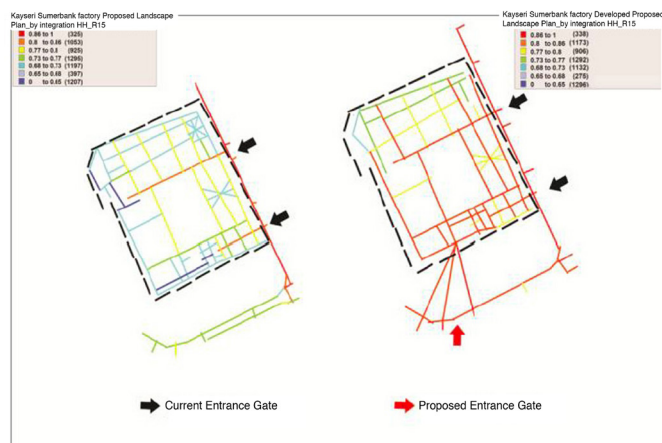 Kayseri Sumerbank factory Proposed Landscape
Plan_by integration HH_R15
0.86 to 1 (325)
0.8 to 0.86 (1053)
0.77 to 0.8 (925)
0.73 to 0.77 (1295)
0.68 to 0.73 (1197)
0.65 to 0.68 (397)
0 to 0.65 (1207)
Kayseri Sumerbank factory Developed Proposed
Landscape Plan_by integration HH_R15
0.86 to 1 (338)
0.8 to 0.86 (1173)
0.77 to 0.8 (906)
0.73 to 0.77 (1292)
0.68 to 0.73 (1132)
0.65 to 0.68 (275)
0 to 0.65 (1296)
Current Entrance Gate
Proposed Entrance Gate